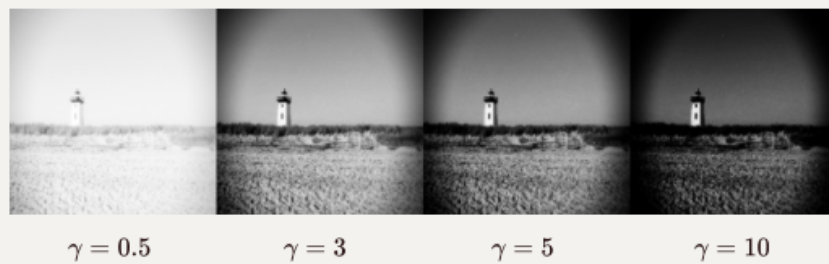 γ = 0.5 γ = 3 γ = 5 γ = 10